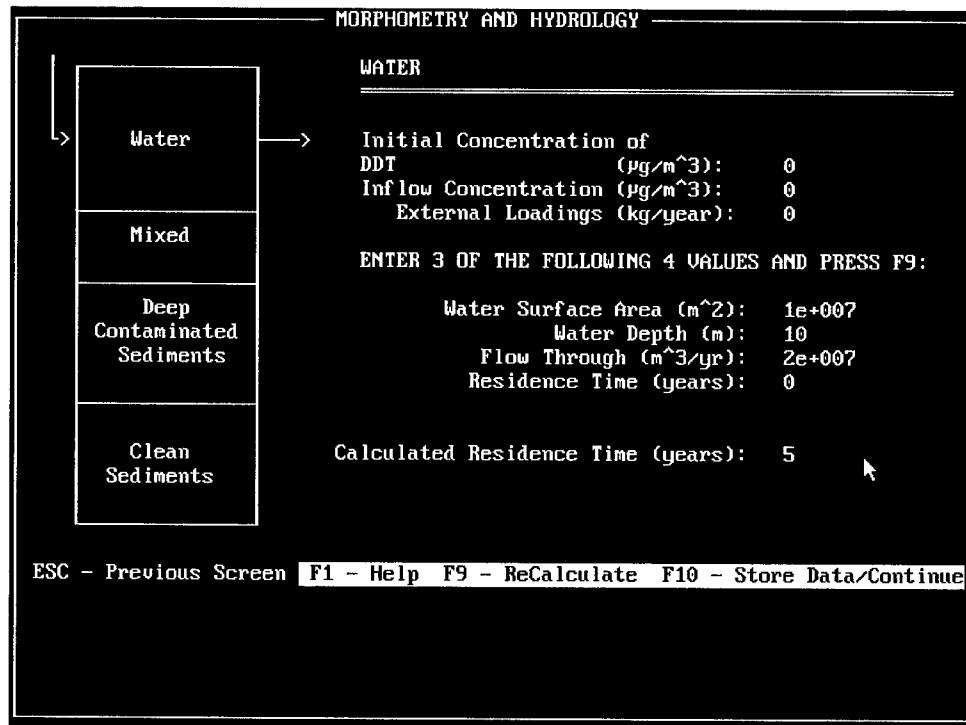 MORPHOMETRY AND HYDROLOGY
WATER
Water
Initial Concentration of
DDT (µg/m^3): 0
Inflow Concentration (µg/m^3): 0
External Loadings (kg/year): 0
Mixed
ENTER 3 OF THE FOLLOWING 4 VALUES AND PRESS F9:
Deep
Contaminated
Sediments
Water Surface Area (m^2): 1e+007
Water Depth (m): 10
Flow Through (m^3/yr): 2e+007
Residence Time (years): 0
Clean
Sediments
Calculated Residence Time (years): 5
ESC - Previous Screen F1 - Help F9 - ReCalculate F10 - Store Data/Continue